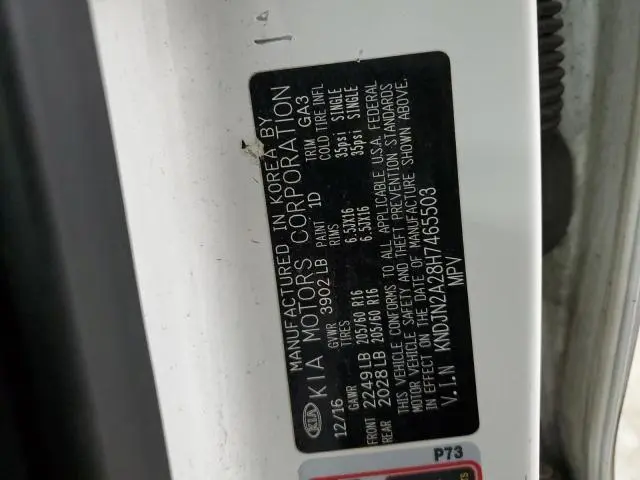 MANUFACTURED IN KOREA BY
KIA KIA MOTORS CORPORATION
12/16 GVWR 3902LB PAINT 1D TRIM GA3
GAWR TIRES RIMS COLD TIRE INFL
FRONT 2249LB 205/60 R16 6.5JX16 35psi SINGLE
REAR 2028LB 205/60 R16 6.5JX16 35psi SINGLE
THIS VEHICLE CONFORMS TO ALL APPLICABLE U.S.A. FEDERAL
MOTOR VEHICLE SAFETY AND THEFT PREVENTION STANDARDS
IN EFFECT ON THE DATE OF MANUFACTURE SHOWN ABOVE.
V.I.N KNDJN2A28H7465503
MPV
P73